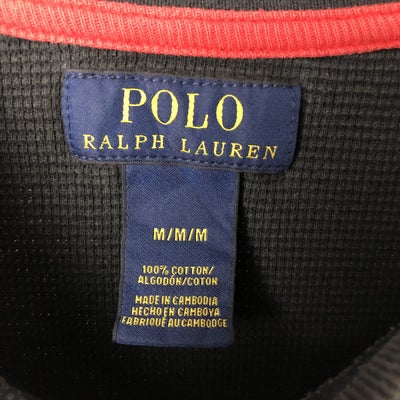 POLO
RALPH LAUREN
M/M/M
100% COTTON/
ALGODÓN/COTON
MADE IN CAMBODIA
HECHO EN CAMBOYA
FABRIQUÉ AU CAMBODGE